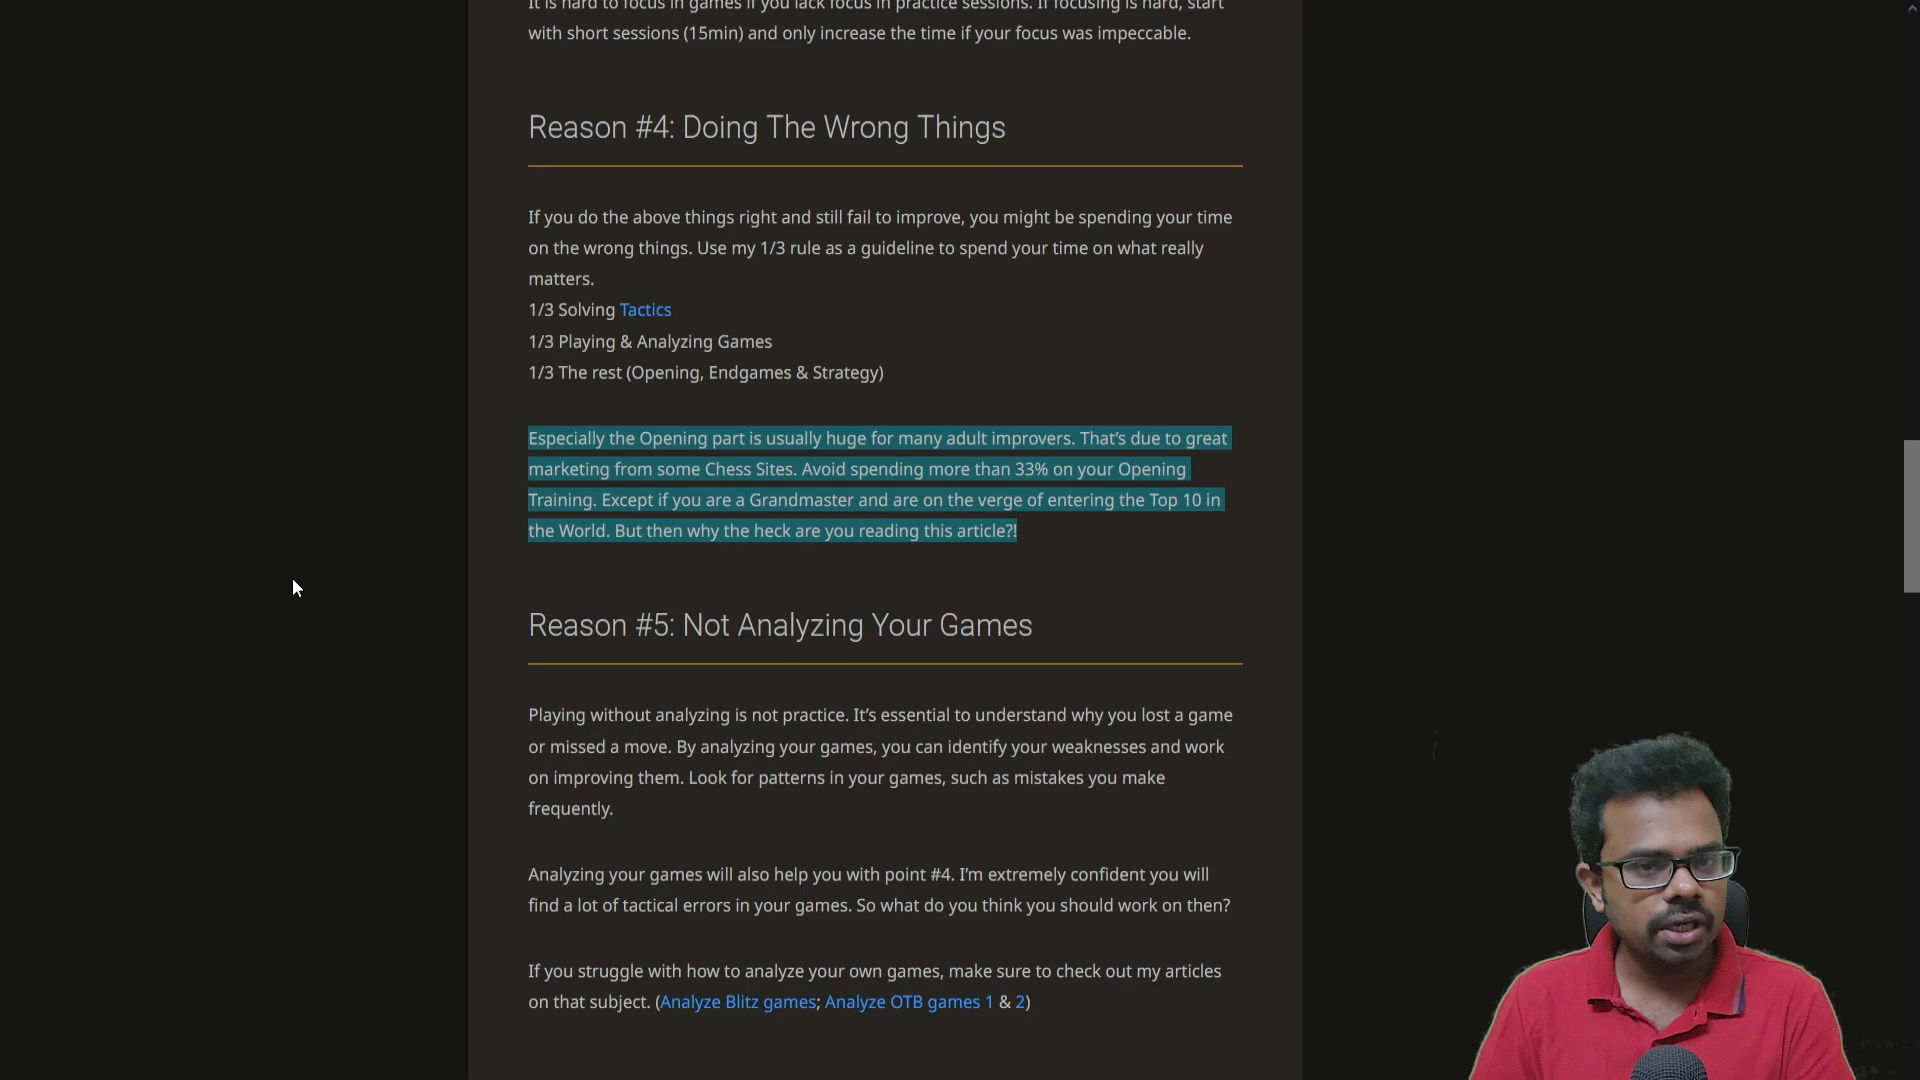 It is hard to focus in games if you lack focus in practice sessions. If focusing is hard, start
with short sessions (15min) and only increase the time if your focus was impeccable.
Reason #4: Doing The Wrong Things
If you do the above things right and still fail to improve, you might be spending your time
on the wrong things. Use my 1/3 rule as a guideline to spend your time on what really
matters.
1/3 Solving Tactics
1/3 Playing & Analyzing Games
1/3 The rest (Opening, Endgames & Strategy)
Especially the Opening part is usually huge for many adult improvers. That's due to great
marketing from some Chess Sites. Avoid spending more than 33% on your Opening
Training. Except if you are a Grandmaster and are on the verge of entering the Top 10 in
the World. But then why the heck are you reading this article?!
Reason #5: Not Analyzing Your Games
Playing without analyzing is not practice. It's essential to understand why you lost a game
or missed a move. By analyzing your games, you can identify your weaknesses and work
on improving them. Look for patterns in your games, such as mistakes you make
frequently.
Analyzing your games will also help you with point #4. I'm extremely confident you will
find a lot of tactical errors in your games. So what do you think you should work on then?
If you struggle with how to analyze your own games, make sure to check out my articles
on that subject. (Analyze Blitz games; Analyze OTB games 1 & 2)